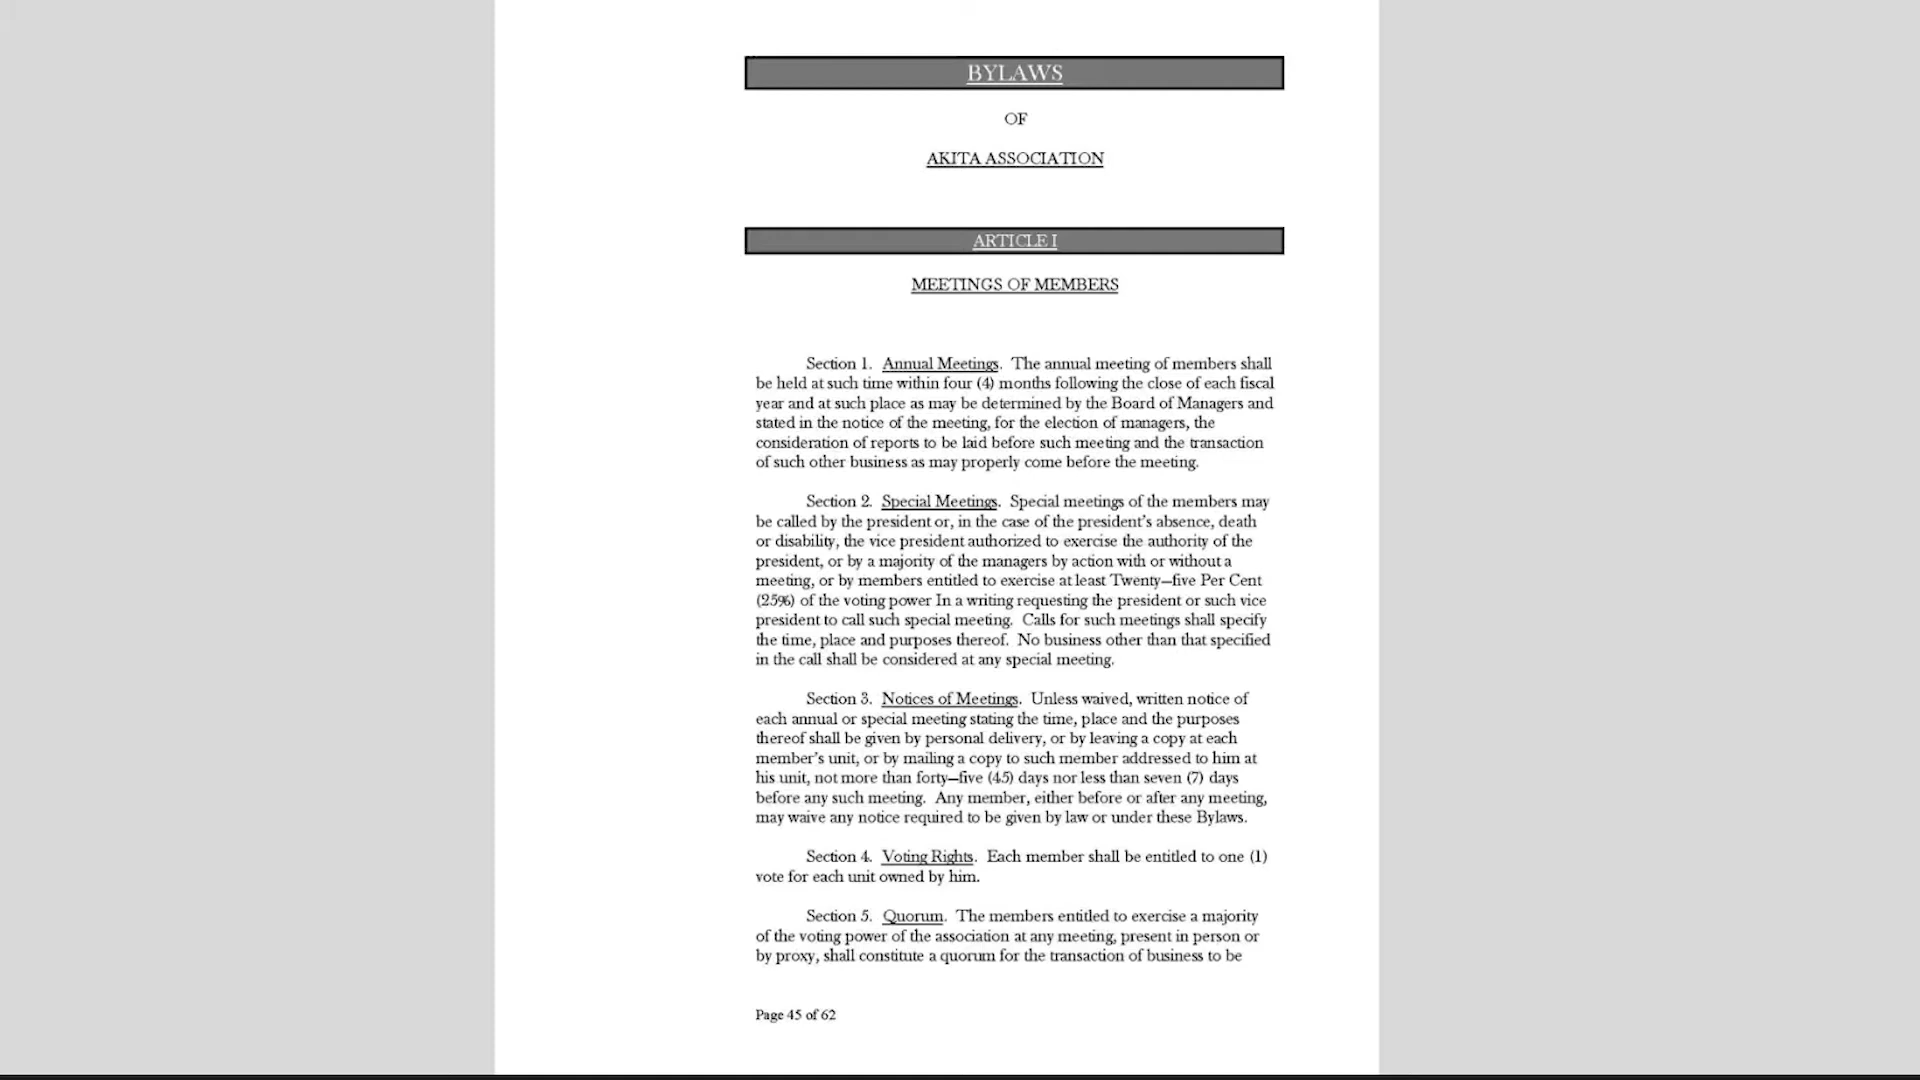 BYLAWS
OF
AKITA ASSOCIATION
ARTICLE I
MEETINGS OF MEMBERS
Section 1. Annual Meetings. The annual meeting of members shall
be held at such time within four (4) months following the close of each fiscal
year and at such place as may be determined by the Board of Managers and
stated in the notice of the meeting, for the election of managers, the
consideration of reports to be laid before such meeting and the transaction
of such other business as may properly come before the meeting.
Section 2. Special Meetings. Special meetings of the members may
be called by the president or, in the case of the president's absence, death
or disability, the vice president authorized to exercise the authority of the
president, or by a majority of the managers by action with or without a
meeting, or by members entitled to exercise at least Twenty—five Per Cent
(25%) of the voting power In a writing requesting the president or such vice
president to call such special meeting. Calls for such meetings shall specify
the time, place and purposes thereof. No business other than that specified
in the call shall be considered at any special meeting.
Section 3. Notices of Meetings. Unless waived, written notice of
each annual or special meeting stating the time, place and the purposes
thereof shall be given by personal delivery, or by leaving a copy at each
member's unit, or by mailing a copy to such member addressed to him at
his unit, not more than forty—five (45) days nor less than seven (7) days
before any such meeting. Any member, either before or after any meeting,
may waive any notice required to be given by law or under these Bylaws.
Section 4. Voting Rights. Each member shall be entitled to one (1)
vote for each unit owned by him.
Section 5. Quorum. The members entitled to exercise a majority
of the voting power of the association at any meeting, present in person or
by proxy, shall constitute a quorum for the transaction of business to be
Page 45 of 62